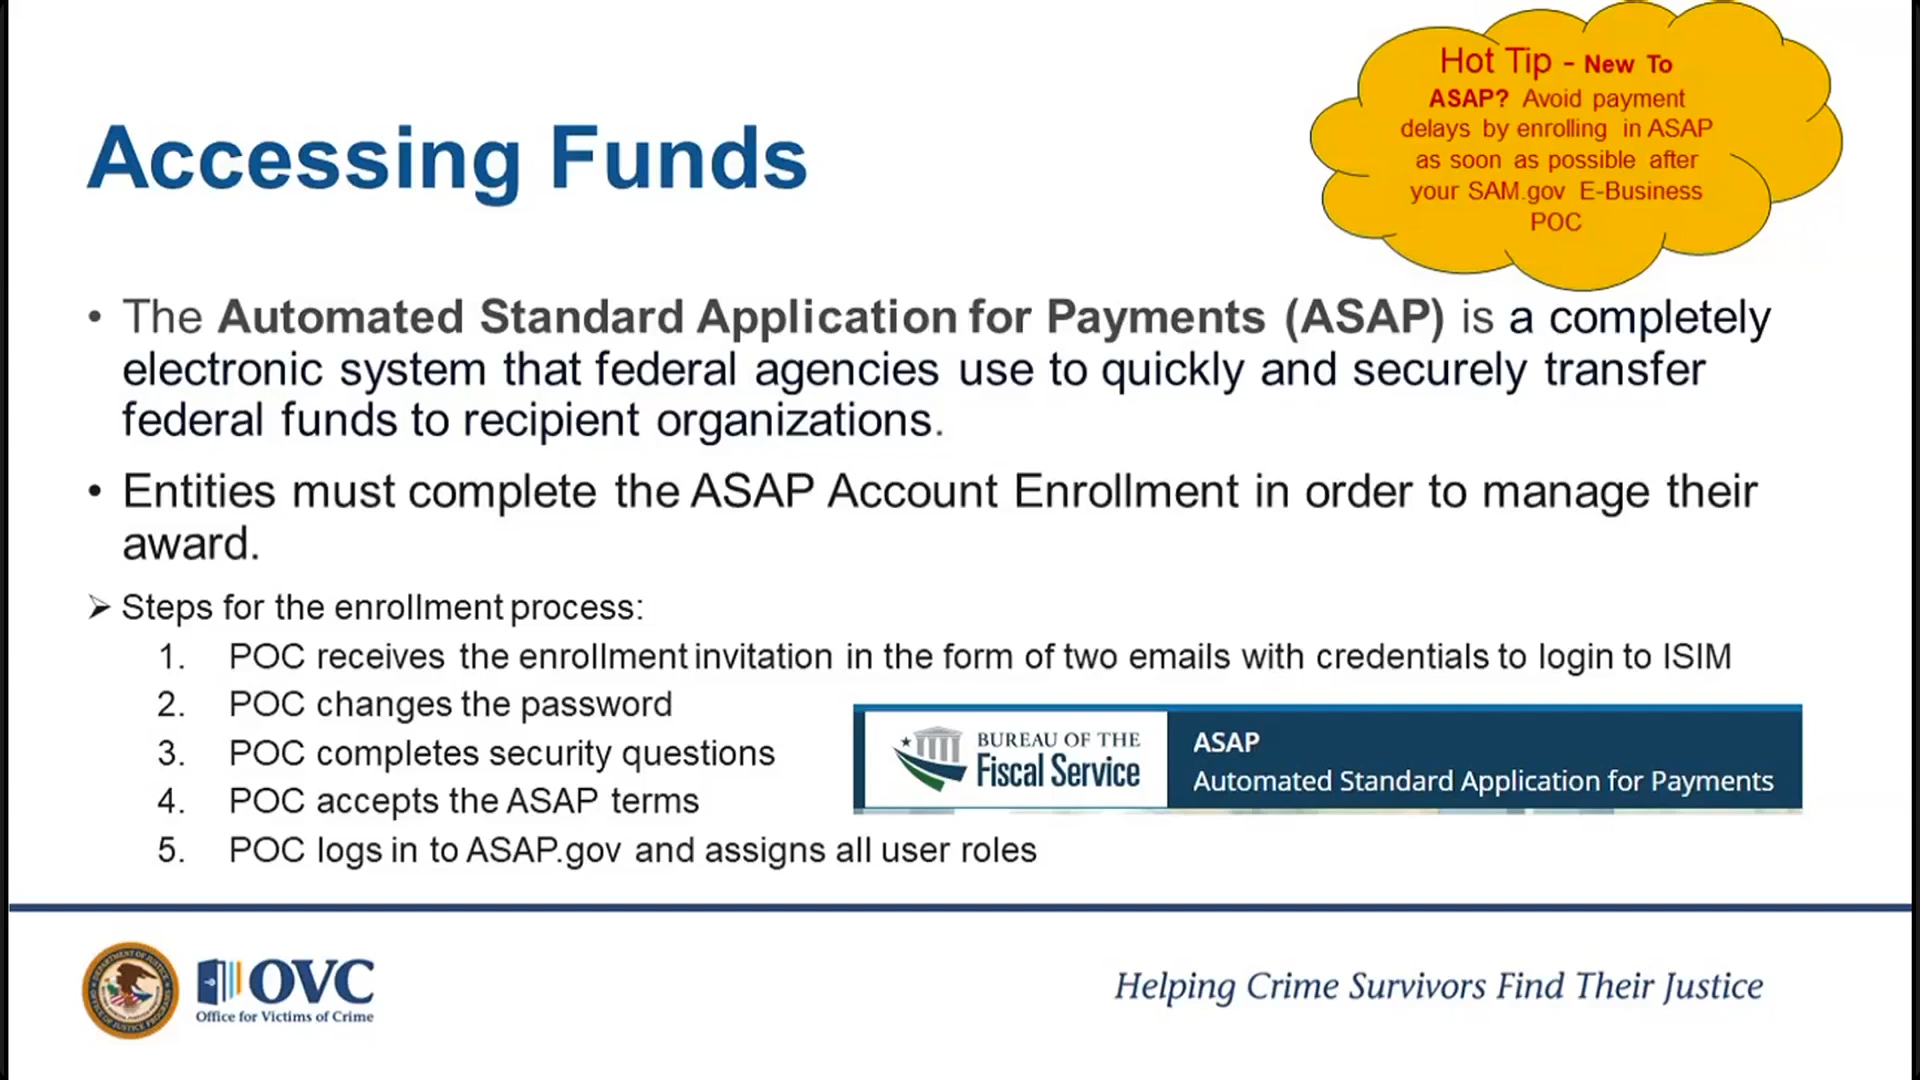 Hot Tip - New To
ASAP? Avoid payment
delays by enrolling in ASAP
as soon as possible after
your SAM.gov E-Business
POC
Accessing Funds
• The Automated Standard Application for Payments (ASAP) is a completely
electronic system that federal agencies use to quickly and securely transfer
federal funds to recipient organizations.
• Entities must complete the ASAP Account Enrollment in order to manage their
award.
➢ Steps for the enrollment process:
1. POC receives the enrollment invitation in the form of two emails with credentials to login to ISIM
2. POC changes the password
3. POC completes security questions
4. POC accepts the ASAP terms
5. POC logs in to ASAP.gov and assigns all user roles
BUREAU OF THE
Fiscal Service
ASAP
Automated Standard Application for Payments
OVC
Office for Victims of Crime
Helping Crime Survivors Find Their Justice